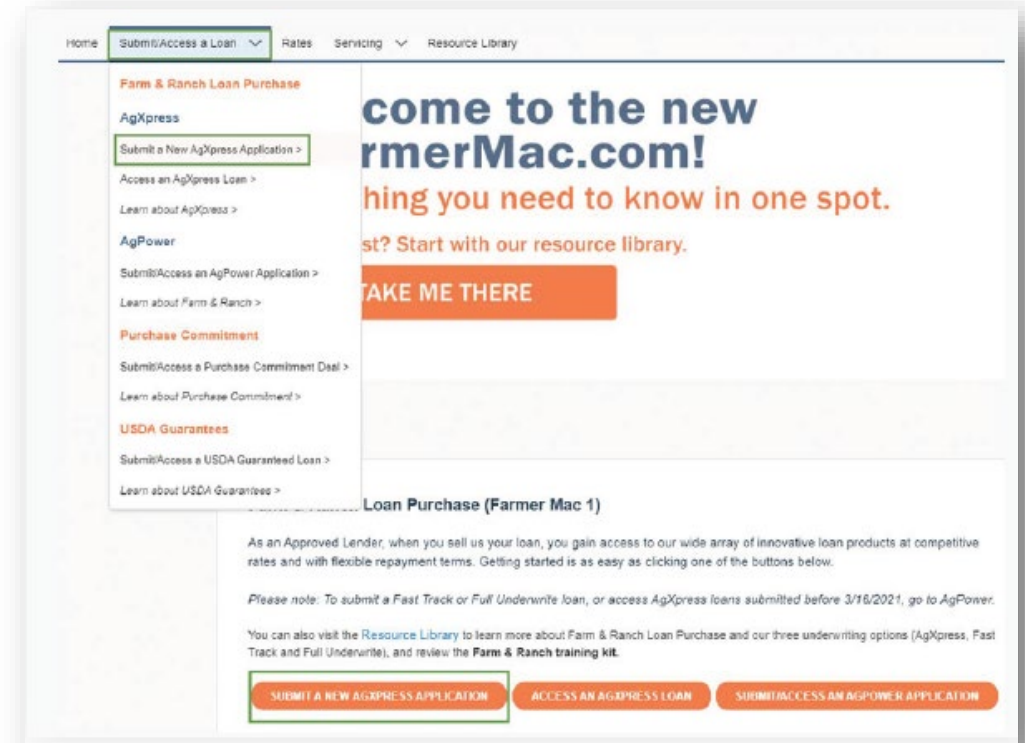 Home Submit/Access a Loan Rates Servicing Resource Library
Farm & Ranch Loan Purchase
AgXpress
Submit a New AgXpress Application >
Access an AgXpress Loan >
Learn about AgXpress >
AgPower
Submit/Access an AgPower Application >
Learn about Farm & Ranch >
Purchase Commitment
Submit/Access a Purchase Commitment Deal >
Learn about Purchase Commitment >
USDA Guarantees
Submit/Access a USDA Guaranteed Loan >
Learn about USDA Guarantees >
come to the new
rmerMac.com!
hing you need to know in one spot.
st? Start with our resource library.
TAKE ME THERE
Loan Purchase (Farmer Mac 1)
As an Approved Lender, when you sell us your loan, you gain access to our wide array of innovative loan products at competitive
rates and with flexible repayment terms. Getting started is as easy as clicking one of the buttons below.
Please note: To submit a Fast Track or Full Underwrite loan, or access AgXpress loans submitted before 3/16/2021, go to AgPower.
You can also visit the Resource Library to learn more about Farm & Ranch Loan Purchase and our three underwriting options (AgXpress, Fast
Track and Full Underwrite), and review the Farm & Ranch training kit.
SUBMIT A NEW AGXPRESS APPLICATION ACCESS AN AGXPRESS LOAN SUBMIT/ACCESS AN AGPOWER APPLICATION